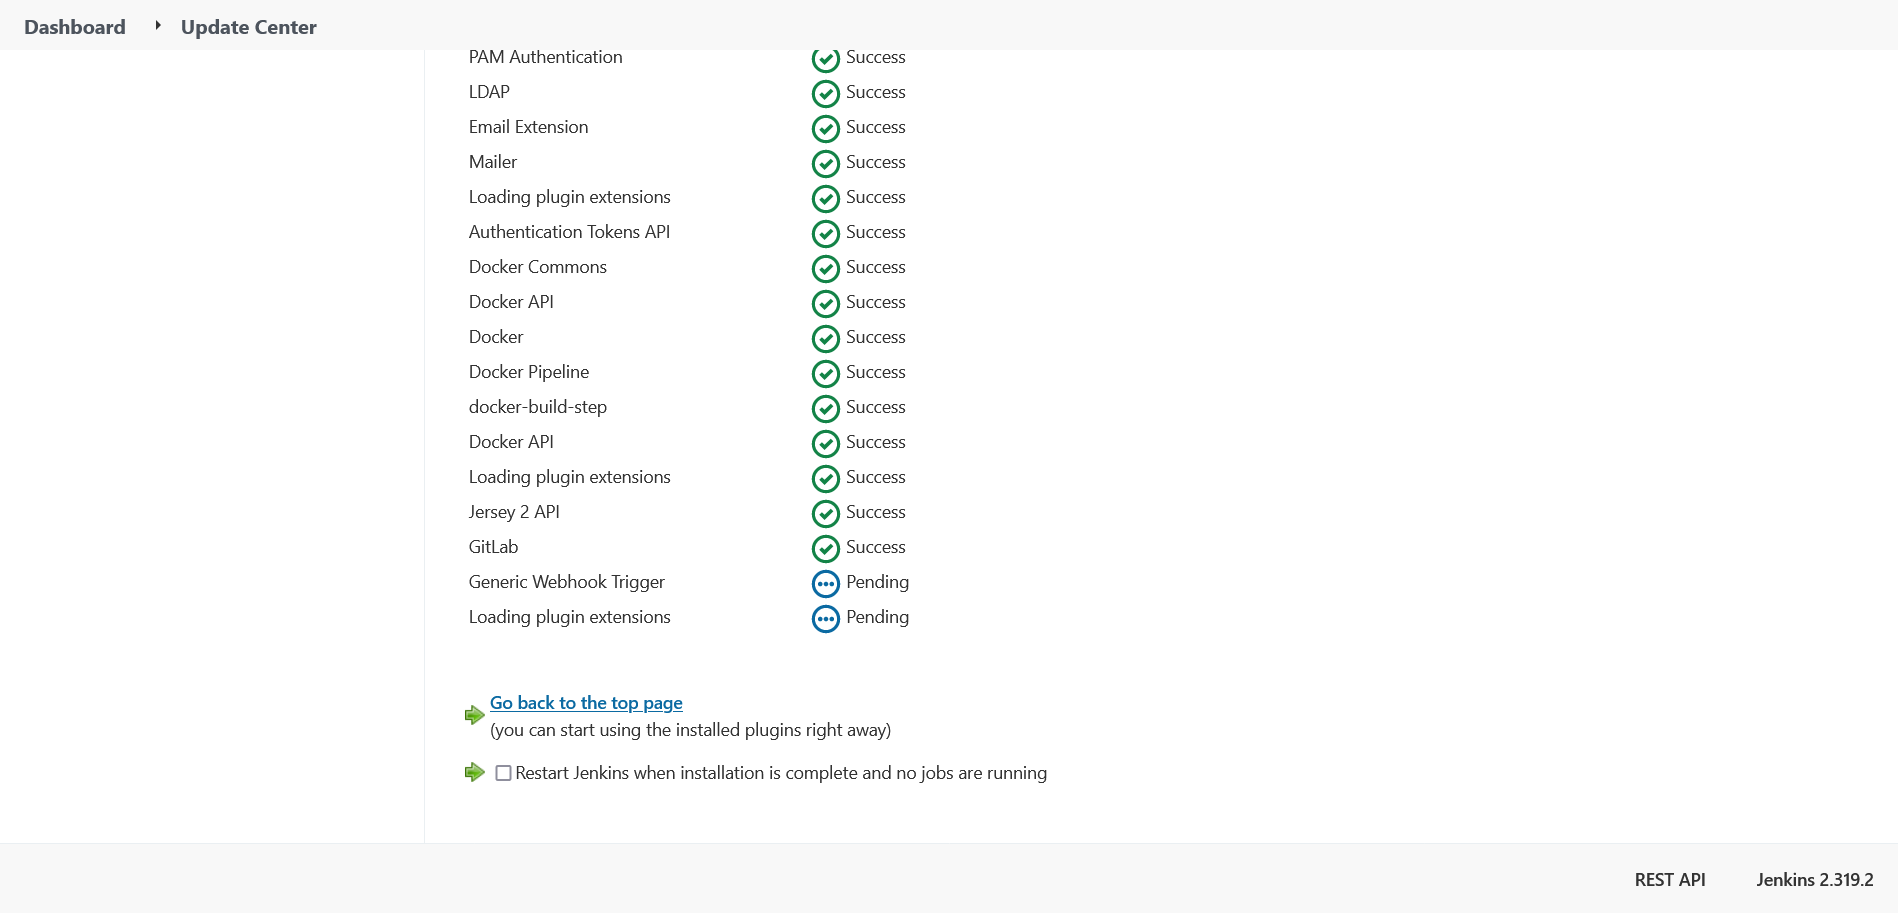 Dashboard Update Center
PAM Authentication Success
LDAP Success
Email Extension Success
Mailer Success
Loading plugin extensions Success
Authentication Tokens API Success
Docker Commons Success
Docker API Success
Docker Success
Docker Pipeline Success
docker-build-step Success
Docker API Success
Loading plugin extensions Success
Jersey 2 API Success
GitLab Success
Generic Webhook Trigger Pending
Loading plugin extensions Pending
Go back to the top page
(you can start using the installed plugins right away)
Restart Jenkins when installation is complete and no jobs are running
REST API Jenkins 2.319.2